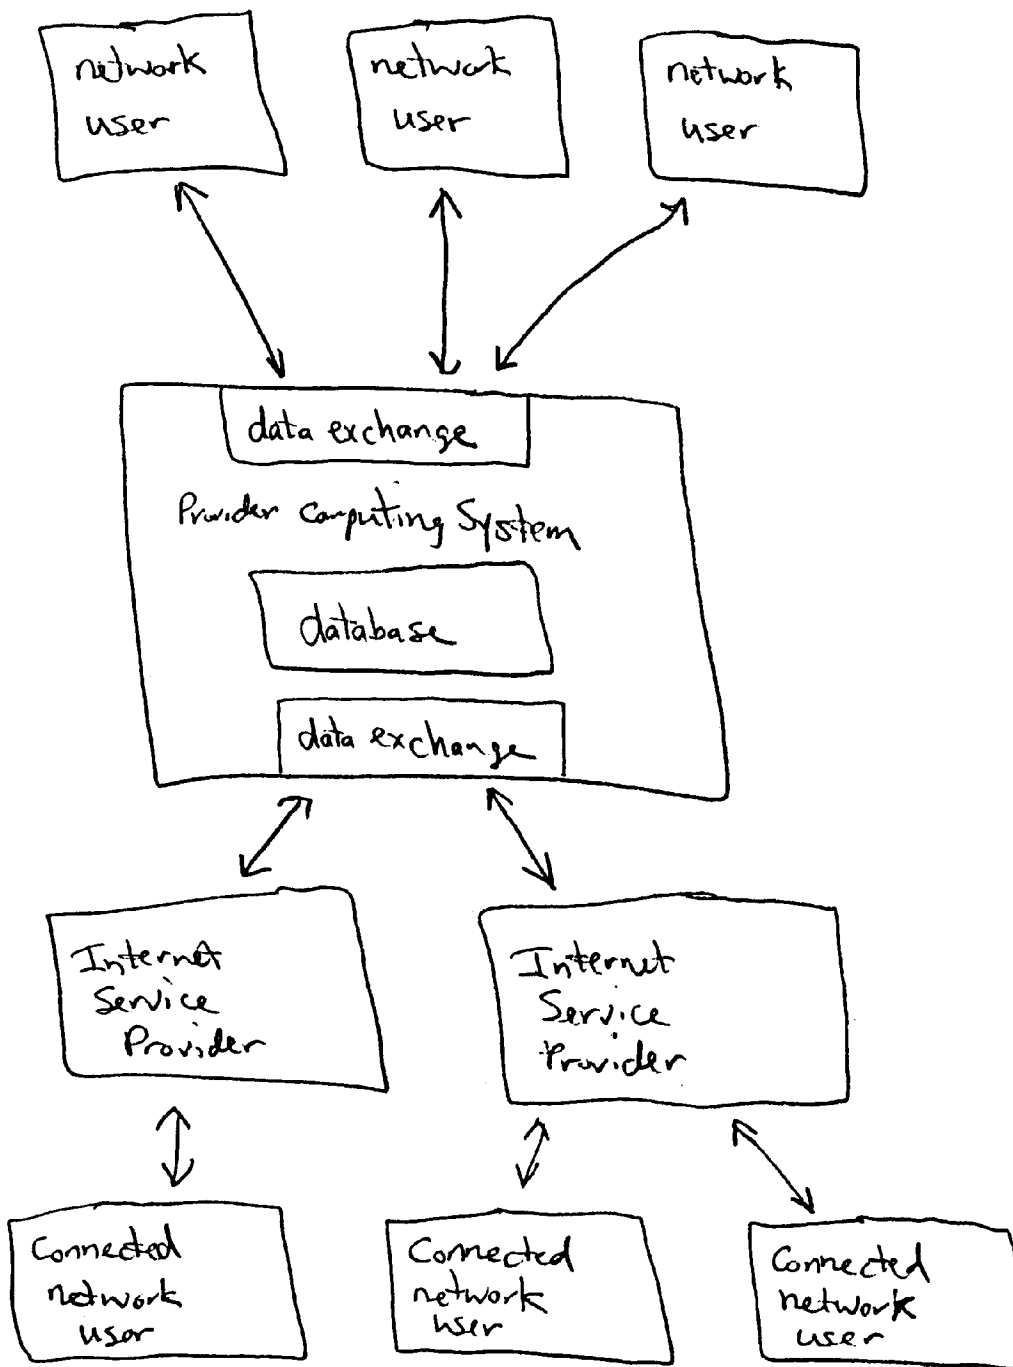 network
user
network
user
network
user
data exchange
Provider Computing System
database
data exchange
Internet
Service
Provider
Internet
Service
Provider
Connected
network
user
Connected
network
user
Connected
network
user